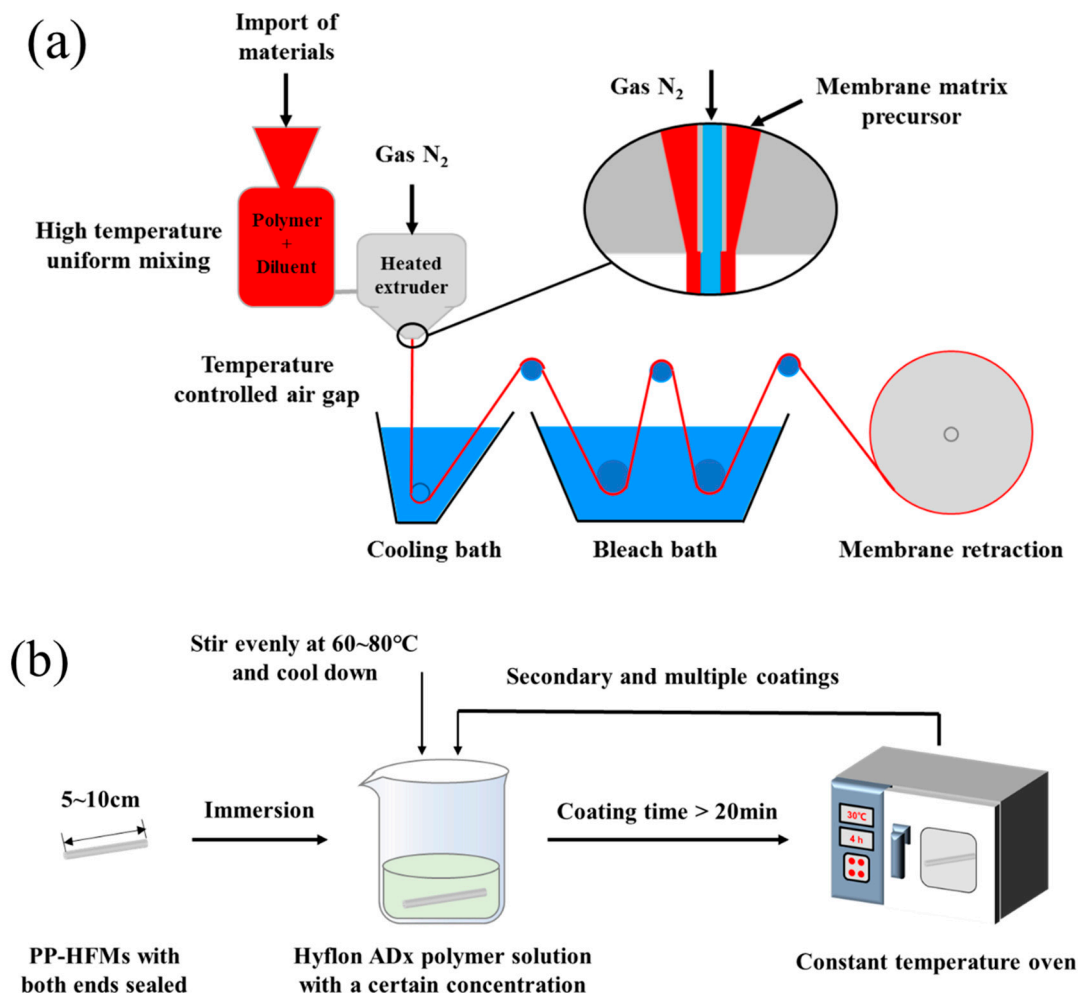 (a)
Import of
materials
Gas N₂
Gas N₂
Membrane matrix
precursor
High temperature
uniform mixing
Polymer
+
Diluent
Heated
extruder
Temperature
controlled air gap
Cooling bath
Bleach bath
Membrane retraction
(b)
Stir evenly at 60~80℃
and cool down
Secondary and multiple coatings
5~10cm
Immersion
Coating time > 20min
30℃
4 h
PP-HFMs with
both ends sealed
Hyflon ADx polymer solution
with a certain concentration
Constant temperature oven